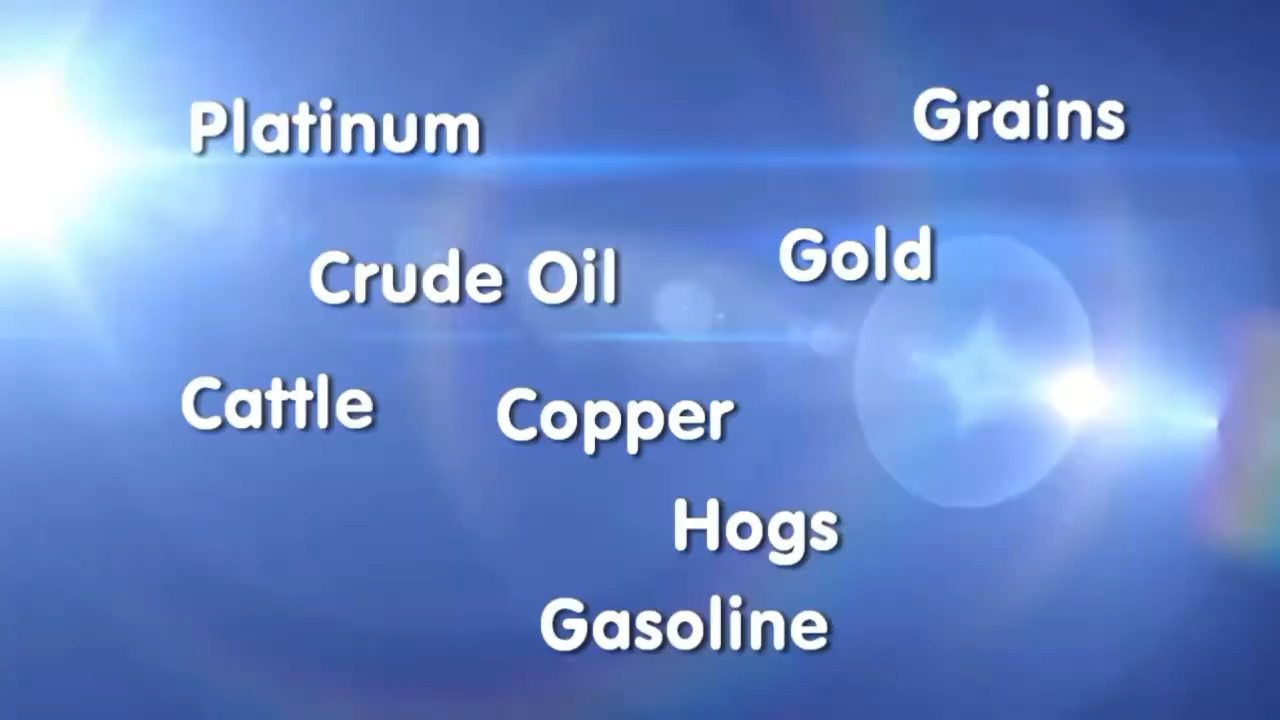 Platinum
Grains
Crude Oil
Gold
Cattle
Copper
Hogs
Gasoline